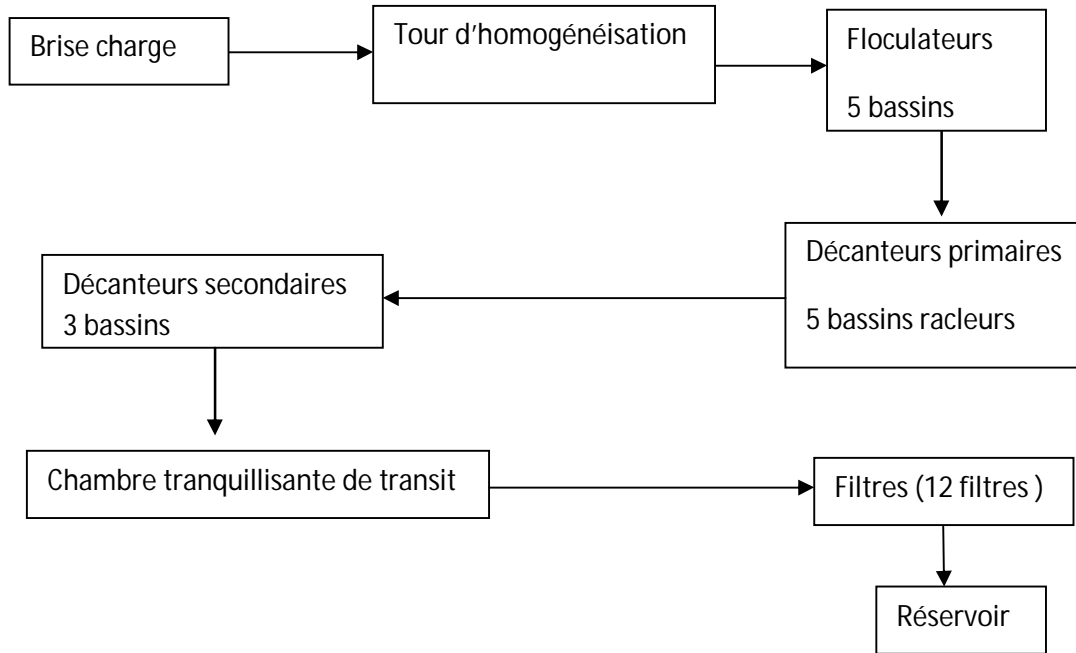 Brise charge
Tour d'homogénéisation
Floculateurs
5 bassins
Décanteurs primaires
5 bassins racleurs
Décanteurs secondaires
3 bassins
Chambre tranquillisante de transit
Filtres (12 filtres )
Réservoir